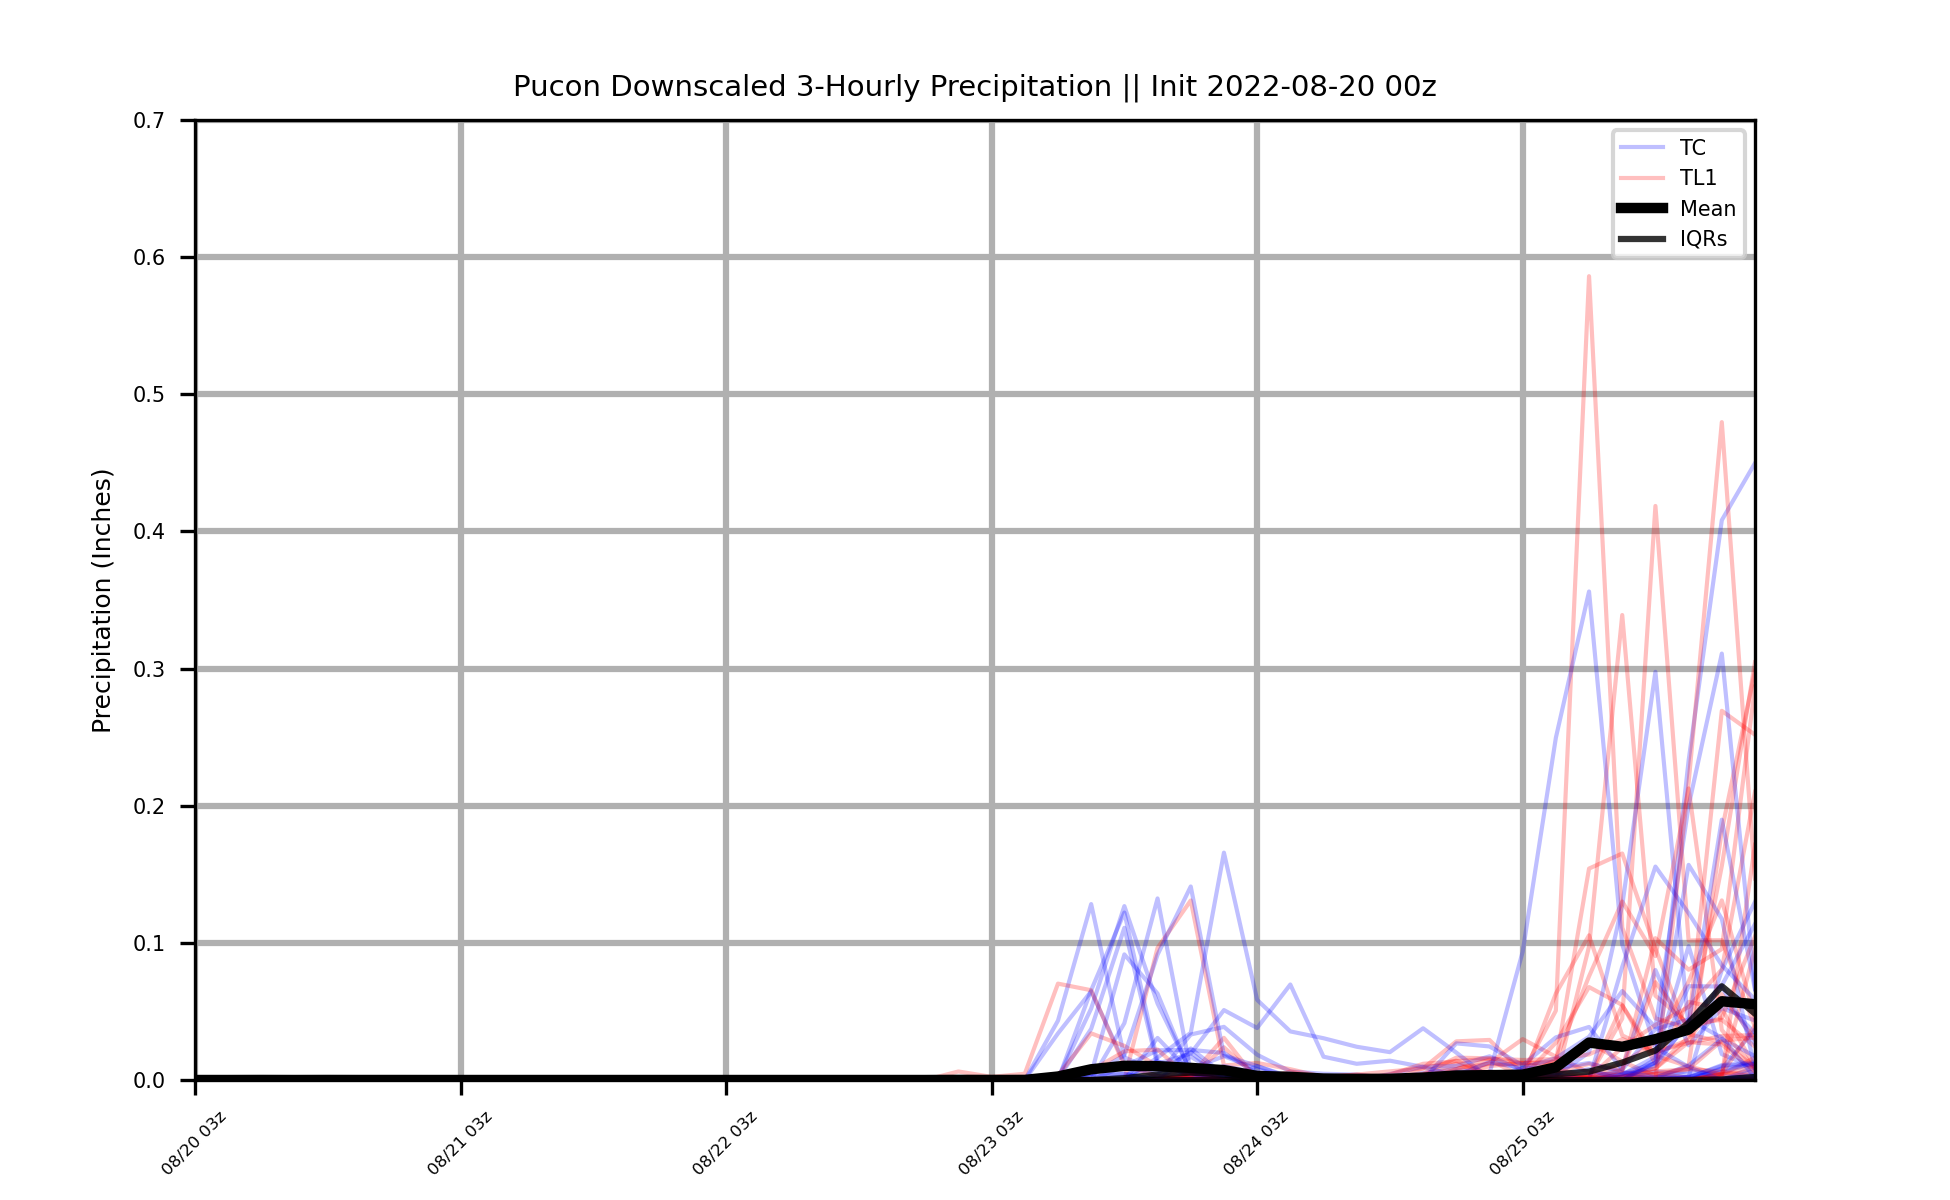 Pucon Downscaled 3-Hourly Precipitation || Init 2022-08-20 00z
0.7
0.6
0.5
0.4
0.3
0.2
0.1
0.0
Precipitation (Inches)
TC
TL1
Mean
IQRs
08/20 03z
08/21 03z
08/22 03z
08/23 03z
08/24 03z
08/25 03z